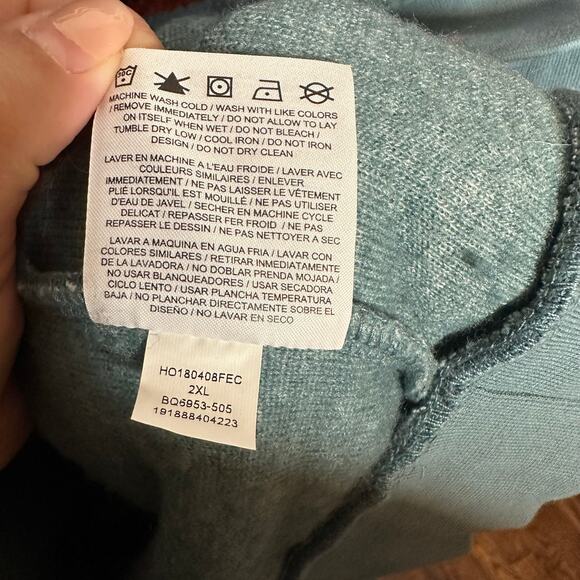 30C
MACHINE WASH COLD / WASH WITH LIKE COLORS
/ REMOVE IMMEDIATELY / DO NOT ALLOW TO LAY
ON ITSELF WHEN WET / DO NOT BLEACH /
TUMBLE DRY LOW / COOL IRON / DO NOT IRON
DESIGN / DO NOT DRY CLEAN
LAVER EN MACHINE A L'EAU FROIDE / LAVER AVEC
COULEURS SIMILAIRES / ENLEVER
IMMEDIATEMENT / NE PAS LAISSER LE VÊTEMENT
PLIÉ LORSQU'IL EST MOUILLÉ / NE PAS UTILISER
D'EAU DE JAVEL / SECHER EN MACHINE CYCLE
DELICAT / REPASSER FER FROID / NE PAS
REPASSER LE DESSIN / NE PAS NETTOYER A SEC
LAVAR A MAQUINA EN AGUA FRIA / LAVAR CON
COLORES SIMILARES / RETIRAR INMEDIATAMENTE
DE LA LAVADORA / NO DOBLAR PRENDA MOJADA /
NO USAR BLANQUEADORES / USAR SECADORA
CICLO LENTO / USAR PLANCHA TEMPERATURA
BAJA / NO PLANCHAR DIRECTAMENTE SOBRE EL
DISEÑO / NO LAVAR EN SECO
HO180408FEC
2XL
BQ6953-505
191888404223